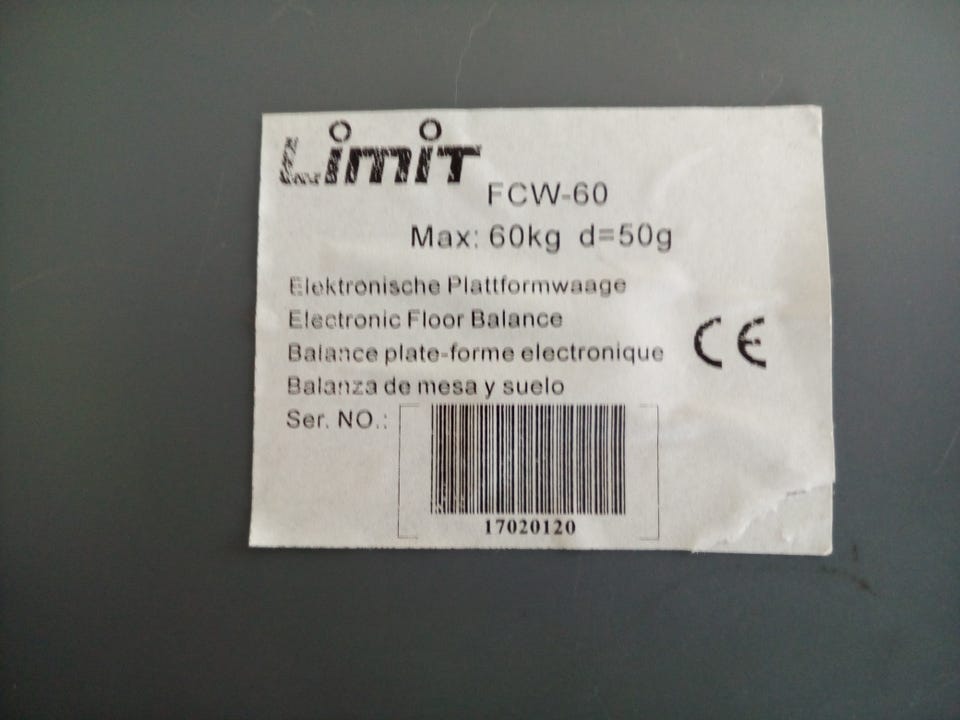 Limit
FCW-60
Max: 60kg d=50g
Elektronische Plattformwaage
Electronic Floor Balance
Balance plate-forme electronique
Balanza de mesa y suelo
CE
Ser. NO.:
17020120